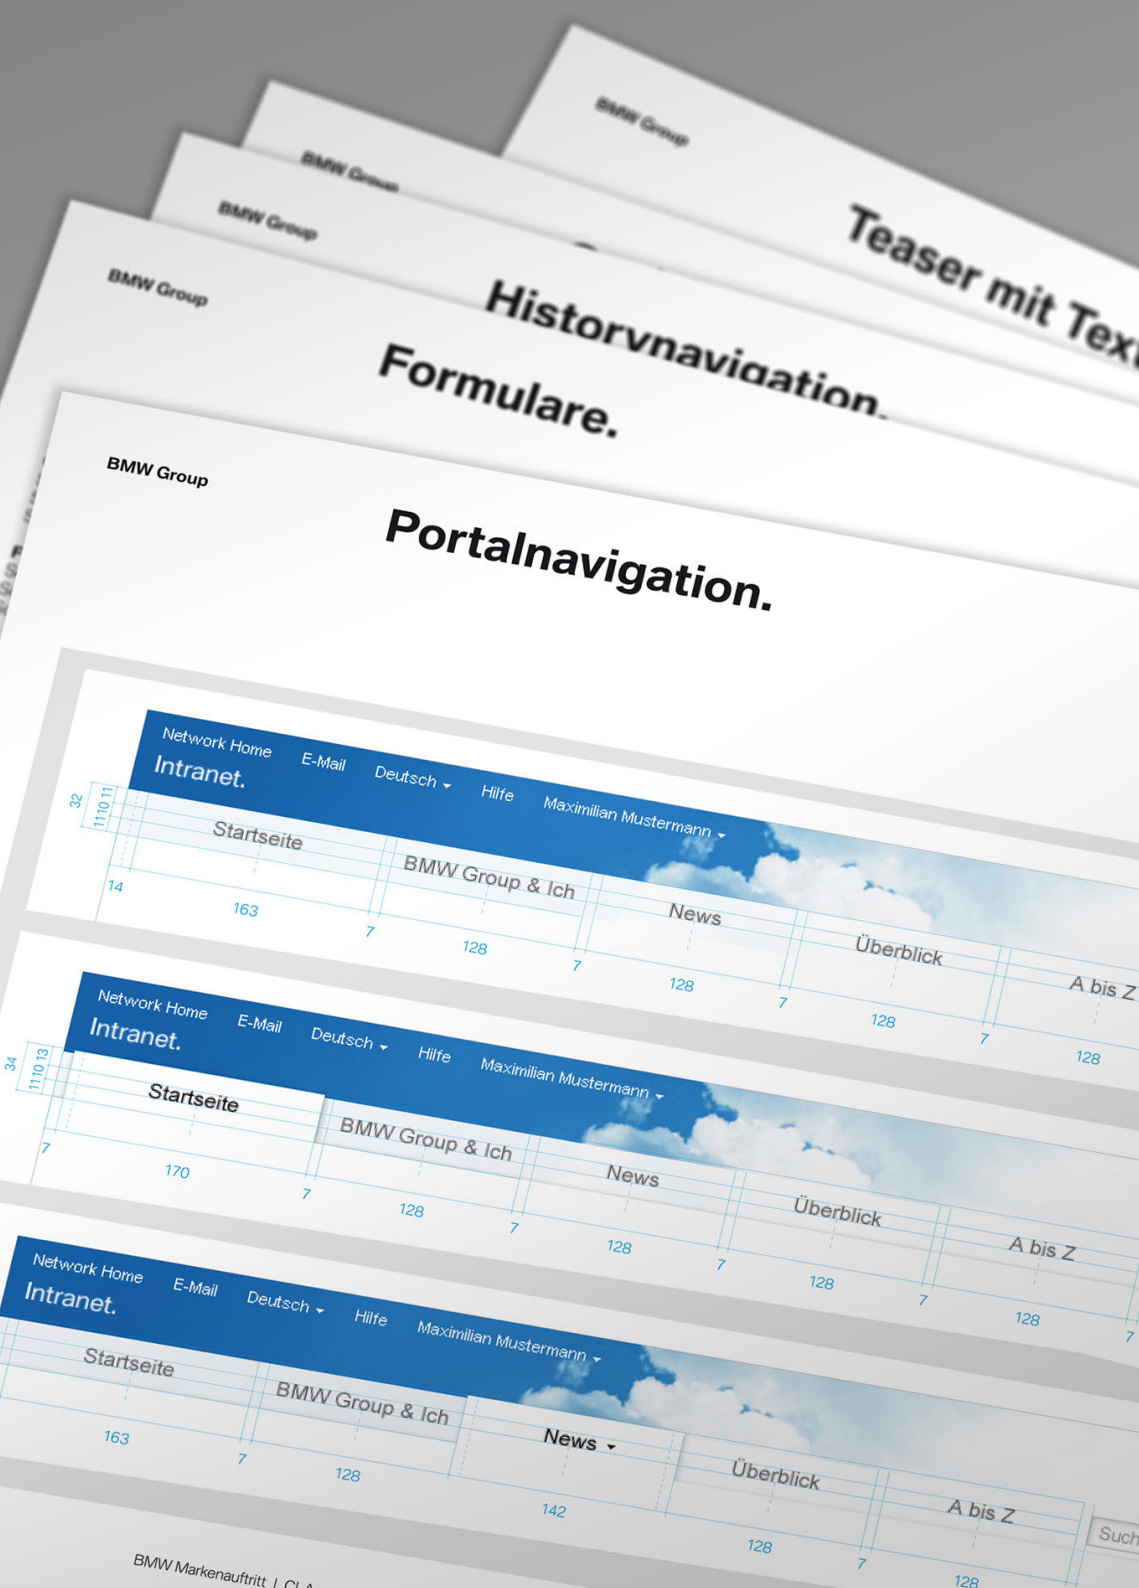 BMW Group
Teaser mit Text
BMW Group
BMW Group
Historynavigation.
BMW Group
Formulare.
BMW Group
Portalnavigation.
Network Home E-Mail Deutsch Hilfe Maximilian Mustermann
Intranet.
32
11 10 11
Startseite BMW Group & Ich News Überblick A bis Z
14 163 7 128 7 128 7 128 7 128
Network Home E-Mail Deutsch Hilfe Maximilian Mustermann
Intranet.
34
11 10 13
Startseite BMW Group & Ich News Überblick A bis Z
7 170 7 128 7 128 7 128 7 128 7
Network Home E-Mail Deutsch Hilfe Maximilian Mustermann
Intranet.
Startseite BMW Group & Ich News Überblick A bis Z Such
163 7 128 142 128 7 128
BMW Markenauftritt |